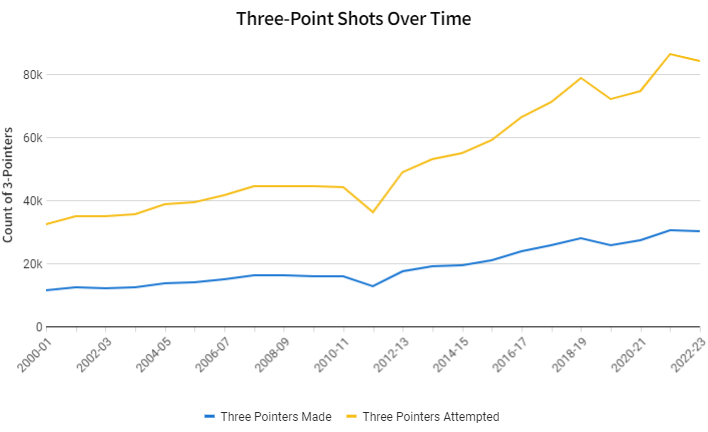 Three-Point Shots Over Time
Count of 3-Pointers
80k
60k
40k
20k
0
2000-01
2002-03
2004-05
2006-07
2008-09
2010-11
2012-13
2014-15
2016-17
2018-19
2020-21
2022-23
Three Pointers Made
Three Pointers Attempted